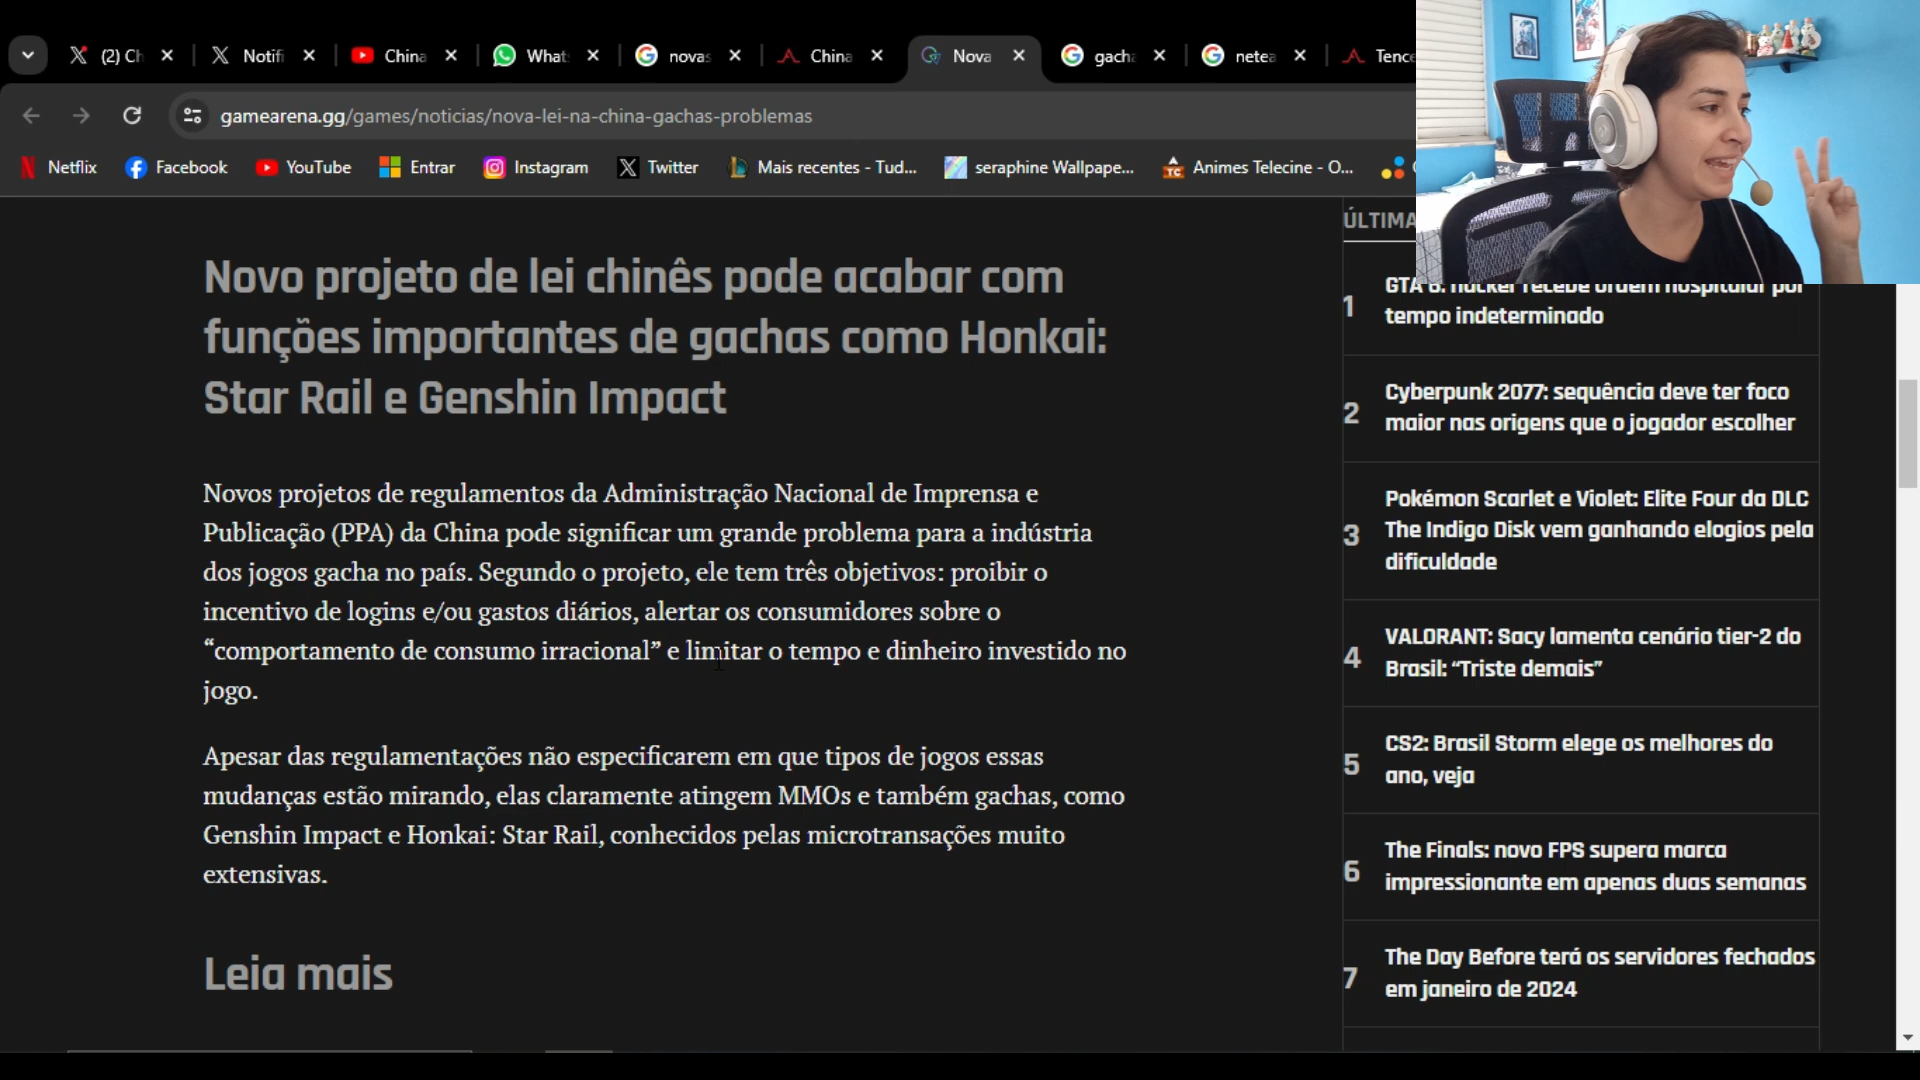 (2) Ch
Notifi
China
What
novas
China
Nova
gacha
netea
Tence
gamearena.gg/games/noticias/nova-lei-na-china-gachas-problemas
Netflix
Facebook
YouTube
Entrar
Instagram
Twitter
Mais recentes - Tud...
seraphine Wallpape...
Animes Telecine - O...
Novo projeto de lei chinês pode acabar com
funções importantes de gachas como Honkai:
Star Rail e Genshin Impact
Novos projetos de regulamentos da Administração Nacional de Imprensa e
Publicação (PPA) da China pode significar um grande problema para a indústria
dos jogos gacha no país. Segundo o projeto, ele tem três objetivos: proibir o
incentivo de logins e/ou gastos diários, alertar os consumidores sobre o
“comportamento de consumo irracional” e limitar o tempo e dinheiro investido no
jogo.
Apesar das regulamentações não especificarem em que tipos de jogos essas
mudanças estão mirando, elas claramente atingem MMOs e também gachas, como
Genshin Impact e Honkai: Star Rail, conhecidos pelas microtransações muito
extensivas.
Leia mais
ÚLTIMA
1
GTA 6: hacker recebe ordem hospitalar por
tempo indeterminado
2
Cyberpunk 2077: sequência deve ter foco
maior nas origens que o jogador escolher
3
Pokémon Scarlet e Violet: Elite Four da DLC
The Indigo Disk vem ganhando elogios pela
dificuldade
4
VALORANT: Sacy lamenta cenário tier-2 do
Brasil: “Triste demais”
5
CS2: Brasil Storm elege os melhores do
ano, veja
6
The Finals: novo FPS supera marca
impressionante em apenas duas semanas
7
The Day Before terá os servidores fechados
em janeiro de 2024